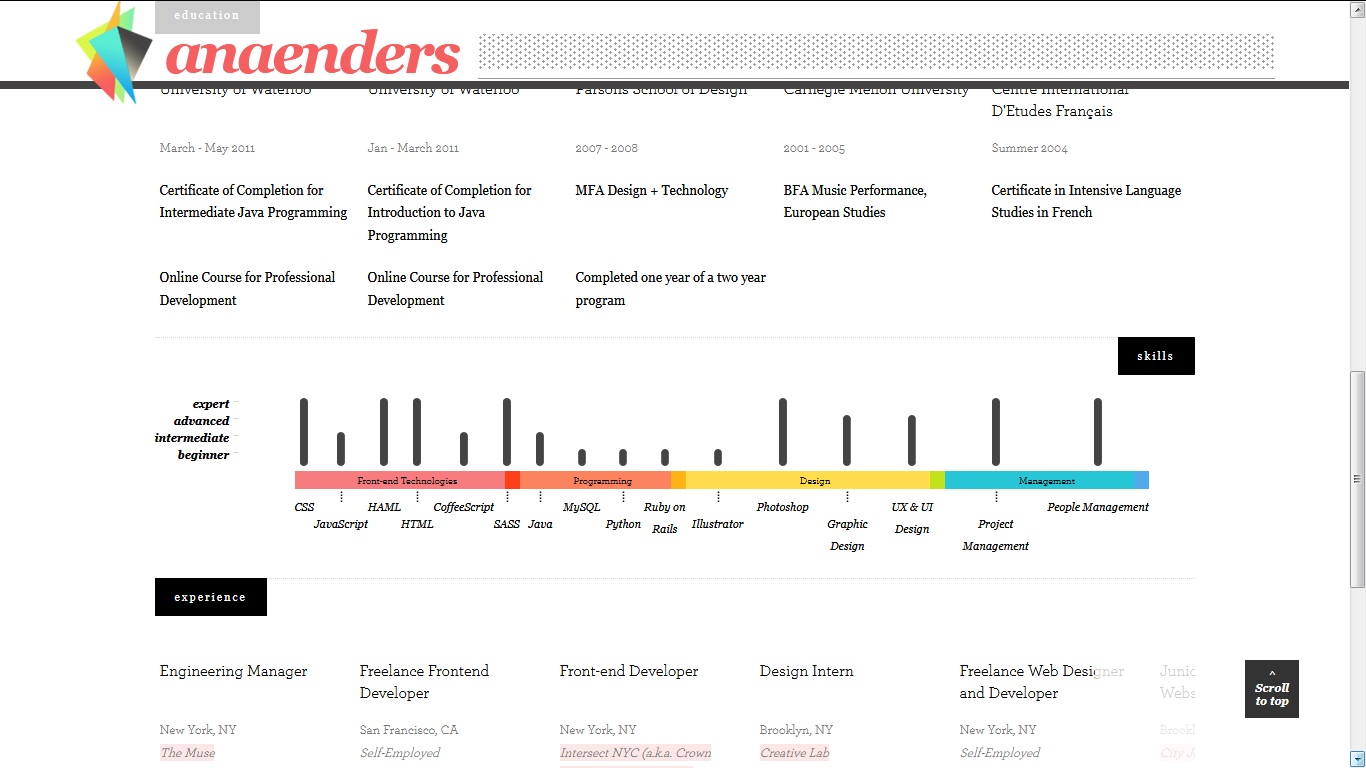 education
anaenders
University of Waterloo
University of Waterloo
Parsons School of Design
Carnegie Mellon University
Centre International
D'Etudes Français
March - May 2011
Jan - March 2011
2007 - 2008
2001 - 2005
Summer 2004
Certificate of Completion for
Intermediate Java Programming
Certificate of Completion for
Introduction to Java
Programming
MFA Design + Technology
BFA Music Performance,
European Studies
Certificate in Intensive Language
Studies in French
Online Course for Professional
Development
Online Course for Professional
Development
Completed one year of a two year
program
skills
expert
advanced
intermediate
beginner
Front-end Technologies
Programming
Design
Management
CSS
JavaScript
HAML
HTML
CoffeeScript
SASS
Java
MySQL
Python
Ruby on
Rails
Illustrator
Photoshop
Graphic
Design
UX & UI
Design
Project
Management
People Management
experience
Engineering Manager
Freelance Frontend
Developer
Front-end Developer
Design Intern
Freelance Web Designer
and Developer
Junio
Webs
New York, NY
San Francisco, CA
New York, NY
Brooklyn, NY
New York, NY
Brookl
The Muse
Self-Employed
Intersect NYC (a.k.a. Crown
Creative Lab
Self-Employed
City J
^
Scroll
to top